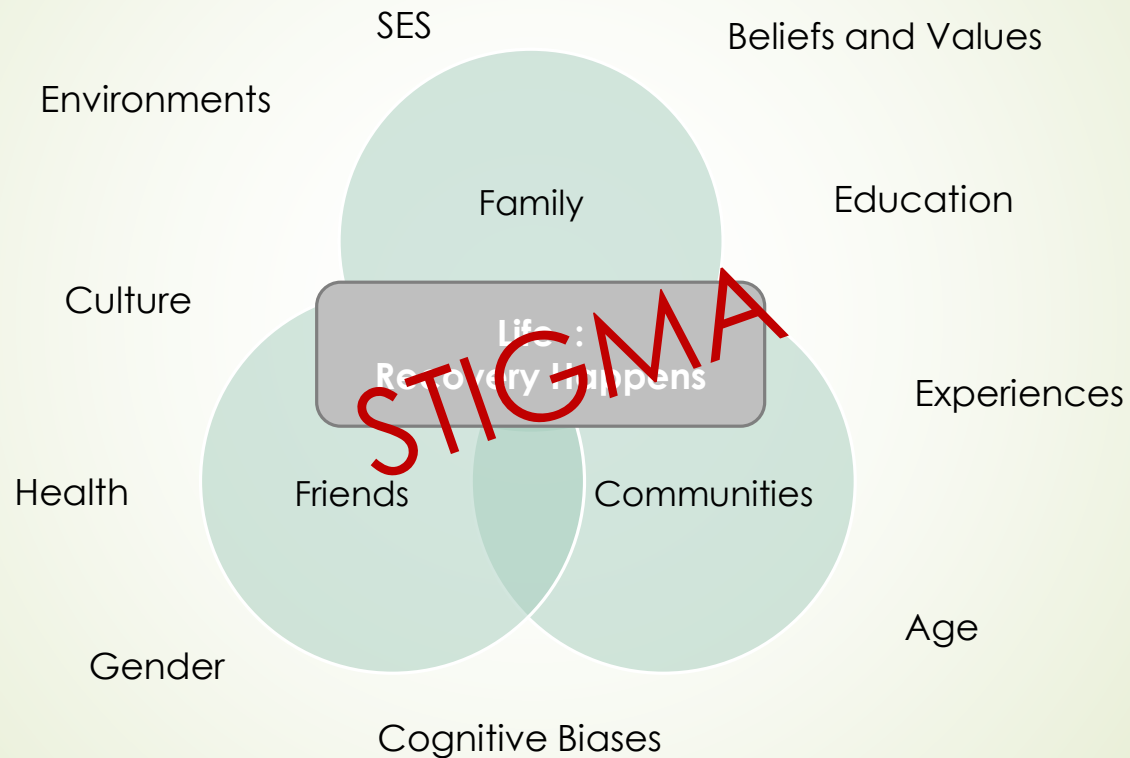 SES
Beliefs and Values
Environments
Family
Education
Culture
Life :
Recovery Happens
STIGMA
Experiences
Health
Friends
Communities
Age
Gender
Cognitive Biases